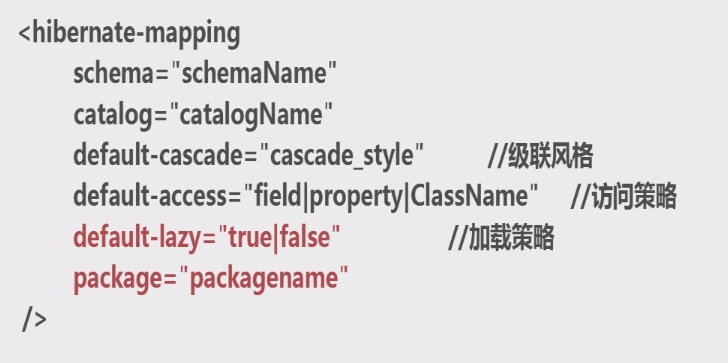 <hibernate-mapping
schema="schemaName"
catalog="catalogName"
default-cascade="cascade_style" //级联风格
default-access="field|property|ClassName" //访问策略
default-lazy="true|false" //加载策略
package="packagename"
/>